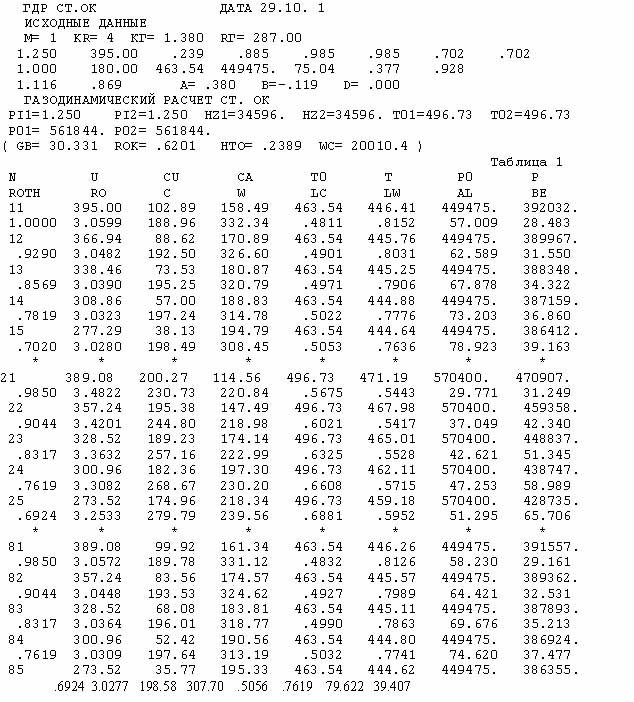 ГДР СТ.ОК ДАТА 29.10. 1
ИСХОДНЫЕ ДАННЫЕ
M= 1 KR= 4 КГ= 1.380 RГ= 287.00
1.250 395.00 .239 .885 .985 .985 .702 .702
1.000 180.00 463.54 449475. 75.04 .377 .928
1.116 .869 A= .380 B=-.119 D= .000
ГАЗОДИНАМИЧЕСКИЙ РАСЧЕТ СТ. ОК
PI1=1.250 PI2=1.250 HZ1=34596. HZ2=34596. T01=496.73 T02=496.73
P01= 561844. P02= 561844.
( GB= 30.331 ROK= .6201 HTO= .2389 WC= 20010.4 )
Таблица 1
N U CU CA TO T PO P
ROTH RO C W LC LW AL BE
11 395.00 102.89 158.49 463.54 446.41 449475. 392032.
1.0000 3.0599 188.96 332.34 .4811 .8152 57.009 28.483
12 366.94 88.62 170.89 463.54 445.76 449475. 389967.
.9290 3.0482 192.50 326.60 .4901 .8031 62.589 31.550
13 338.46 73.53 180.87 463.54 445.25 449475. 388348.
.8569 3.0390 195.25 320.79 .4971 .7906 67.878 34.322
14 308.86 57.00 188.83 463.54 444.88 449475. 387159.
.7819 3.0323 197.24 314.78 .5022 .7776 73.203 36.860
15 277.29 38.13 194.79 463.54 444.64 449475. 386412.
.7020 3.0280 198.49 308.45 .5053 .7636 78.923 39.163
* * * * * * * *
21 389.08 200.27 114.56 496.73 471.19 570400. 470907.
.9850 3.4822 230.73 220.84 .5675 .5443 29.771 31.249
22 357.24 195.38 147.49 496.73 467.98 570400. 459358.
.9044 3.4201 244.80 218.98 .6021 .5417 37.049 42.340
23 328.52 189.23 174.14 496.73 465.01 570400. 448837.
.8317 3.3632 257.16 222.99 .6325 .5528 42.621 51.345
24 300.96 182.36 197.30 496.73 462.11 570400. 438747.
.7619 3.3082 268.67 230.20 .6608 .5715 47.253 58.989
25 273.52 174.96 218.34 496.73 459.18 570400. 428735.
.6924 3.2533 279.79 239.56 .6881 .5952 51.295 65.706
* * * * * * * *
81 389.08 99.92 161.34 463.54 446.26 449475. 391557.
.9850 3.0572 189.78 331.12 .4832 .8126 58.230 29.161
82 357.24 83.56 174.57 463.54 445.57 449475. 389362.
.9044 3.0448 193.53 324.62 .4927 .7989 64.421 32.531
83 328.52 68.08 183.81 463.54 445.11 449475. 387893.
.8317 3.0364 196.01 318.77 .4990 .7863 69.676 35.213
84 300.96 52.42 190.56 463.54 444.80 449475. 386924.
.7619 3.0309 197.64 313.19 .5032 .7741 74.620 37.477
85 273.52 35.77 195.33 463.54 444.62 449475. 386355.
.6924 3.0277 198.58 307.70 .5056 .7619 79.622 39.407